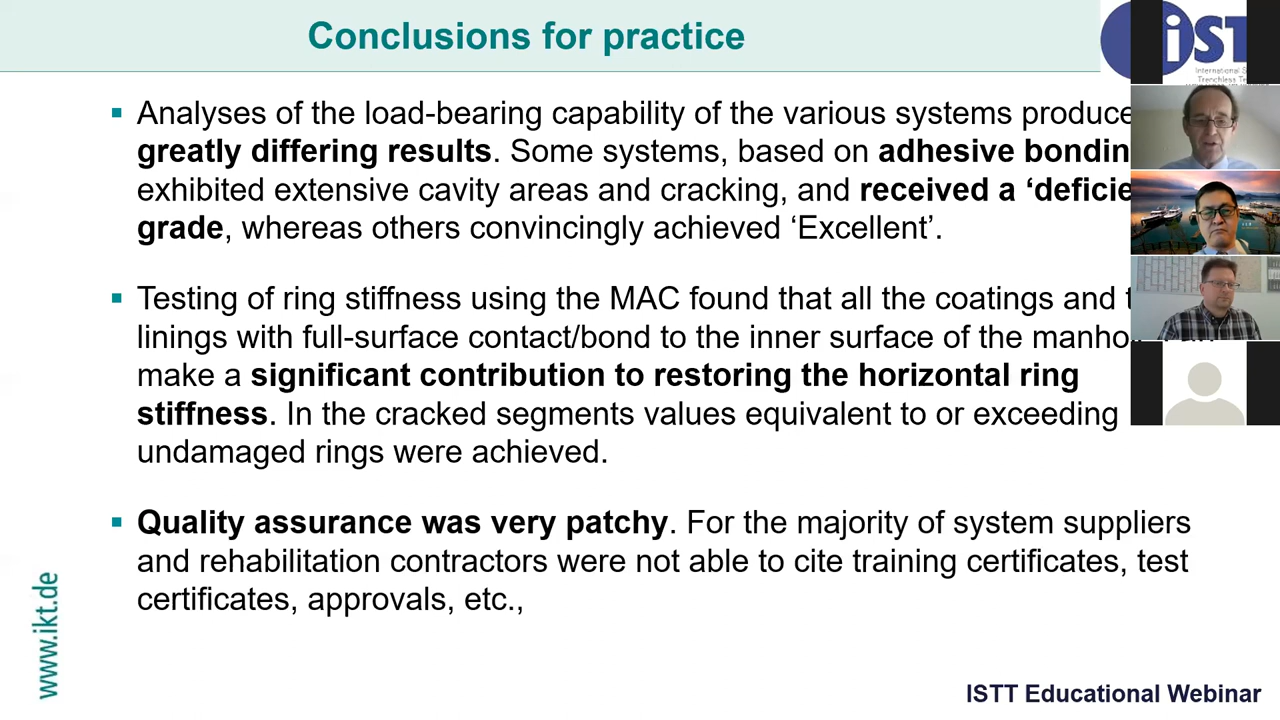 Conclusions for practice
iST
International S
Trenchless Te
▪ Analyses of the load-bearing capability of the various systems produce
greatly differing results. Some systems, based on adhesive bondin
exhibited extensive cavity areas and cracking, and received a ‘deficie
grade, whereas others convincingly achieved ‘Excellent’.
▪ Testing of ring stiffness using the MAC found that all the coatings and
linings with full-surface contact/bond to the inner surface of the manho
make a significant contribution to restoring the horizontal ring
stiffness. In the cracked segments values equivalent to or exceeding
undamaged rings were achieved.
▪ Quality assurance was very patchy. For the majority of system suppliers
and rehabilitation contractors were not able to cite training certificates, test
certificates, approvals, etc.,
www.ikt.de
ISTT Educational Webinar